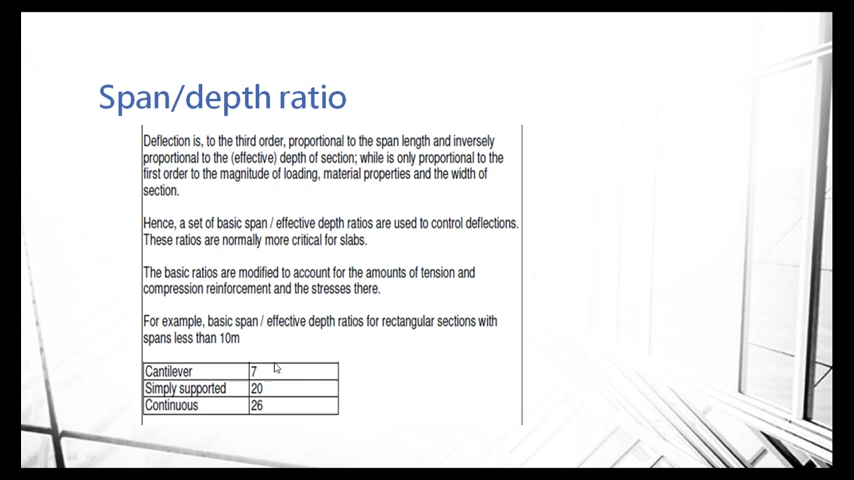 Span/depth ratio
Deflection is, to the third order, proportional to the span length and inversely
proportional to the (effective) depth of section; while is only proportional to the
first order to the magnitude of loading, material properties and the width of
section.
Hence, a set of basic span / effective depth ratios are used to control deflections.
These ratios are normally more critical for slabs.
The basic ratios are modified to account for the amounts of tension and
compression reinforcement and the stresses there.
For example, basic span / effective depth ratios for rectangular sections with
spans less than 10m
Cantilever 7
Simply supported 20
Continuous 26